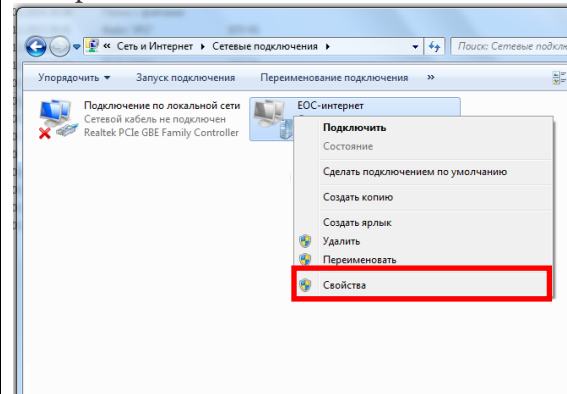 « Сеть и Интернет ▸ Сетевые подключения ▸
Поиск: Сетевые подклю
Упорядочить ▾ Запуск подключения Переименование подключения »
Подключение по локальной сети
Сетевой кабель не подключен
Realtek PCIe GBE Family Controller
ЕОС-интернет
Подключить
Состояние
Сделать подключением по умолчанию
Создать копию
Создать ярлык
Удалить
Переименовать
Свойства